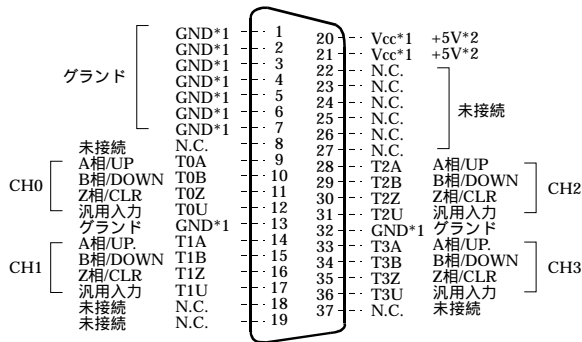 グランド
GND*1 1
GND*1 2
GND*1 3
GND*1 4
GND*1 5
GND*1 6
GND*1 7
未接続 N.C. 8
CH0
A相/UP T0A 9
B相/DOWN T0B 10
Z相/CLR T0Z 11
汎用入力 T0U 12
グランド GND*1 13
CH1
A相/UP. T1A 14
B相/DOWN T1B 15
Z相/CLR T1Z 16
汎用入力 T1U 17
未接続 N.C. 18
未接続 N.C. 19
20 Vcc*1 +5V*2
21 Vcc*1 +5V*2
22 N.C.
23 N.C.
24 N.C.
25 N.C.
26 N.C.
27 N.C.
未接続
28 T2A A相/UP
29 T2B B相/DOWN
30 T2Z Z相/CLR
31 T2U 汎用入力
CH2
32 GND*1 グランド
33 T3A A相/UP.
34 T3B B相/DOWN
35 T3Z Z相/CLR
36 T3U 汎用入力
CH3
37 N.C. 未接続